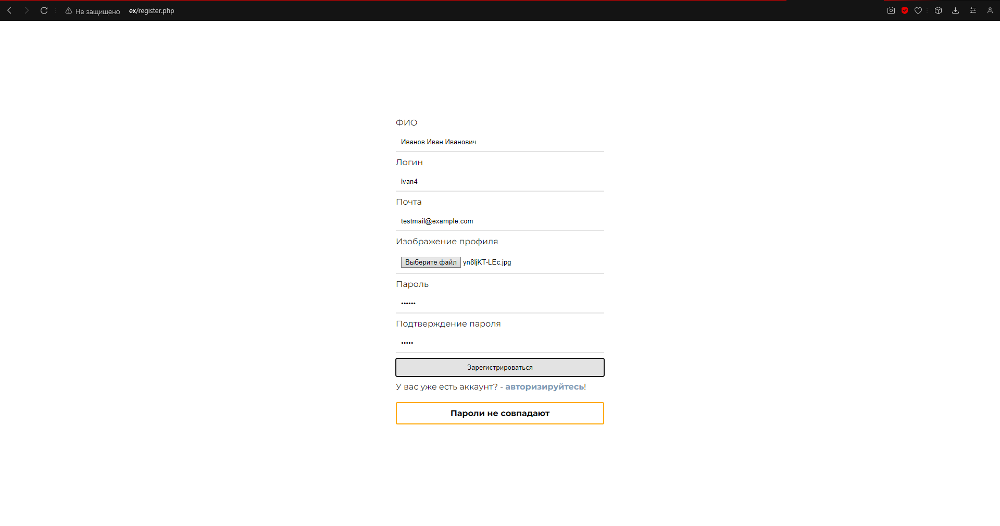 Не защищено ex/register.php
ФИО
Иванов Иван Иванович
Логин
ivan4
Почта
testmail@example.com
Изображение профиля
Выберите файл yn8IjKT-LEc.jpg
Пароль
••••••
Подтверждение пароля
•••••
Зарегистрироваться
У вас уже есть аккаунт? - авторизируйтесь!
Пароли не совпадают